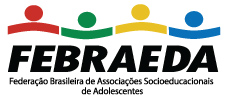 FEBRAEDA
Federação Brasileira de Associações Socioeducacionais
de Adolescentes